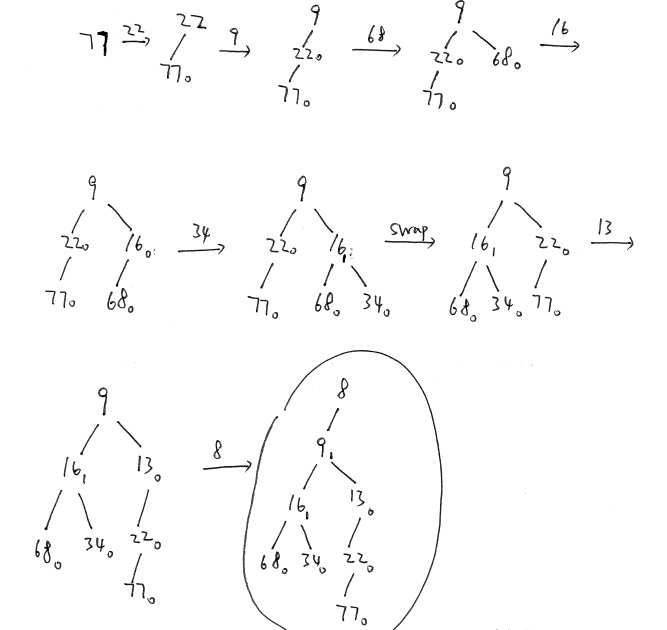 77 22 22 9 9 68 9 16
77₀ 22₀ 22₀ 68₀
77₀ 77₀
9 9 9
22₀ 16₀ 34 22₀ 16₁ swap 16₁ 22₀ 13
77₀ 68₀ 77₀ 68₀ 34₀ 68₀ 34₀ 77₀
9 8
16₁ 13₀ 8 9₁
68₀ 34₀ 22₀ 16₁ 13₀
77₀ 68₀ 34₀ 22₀
77₀